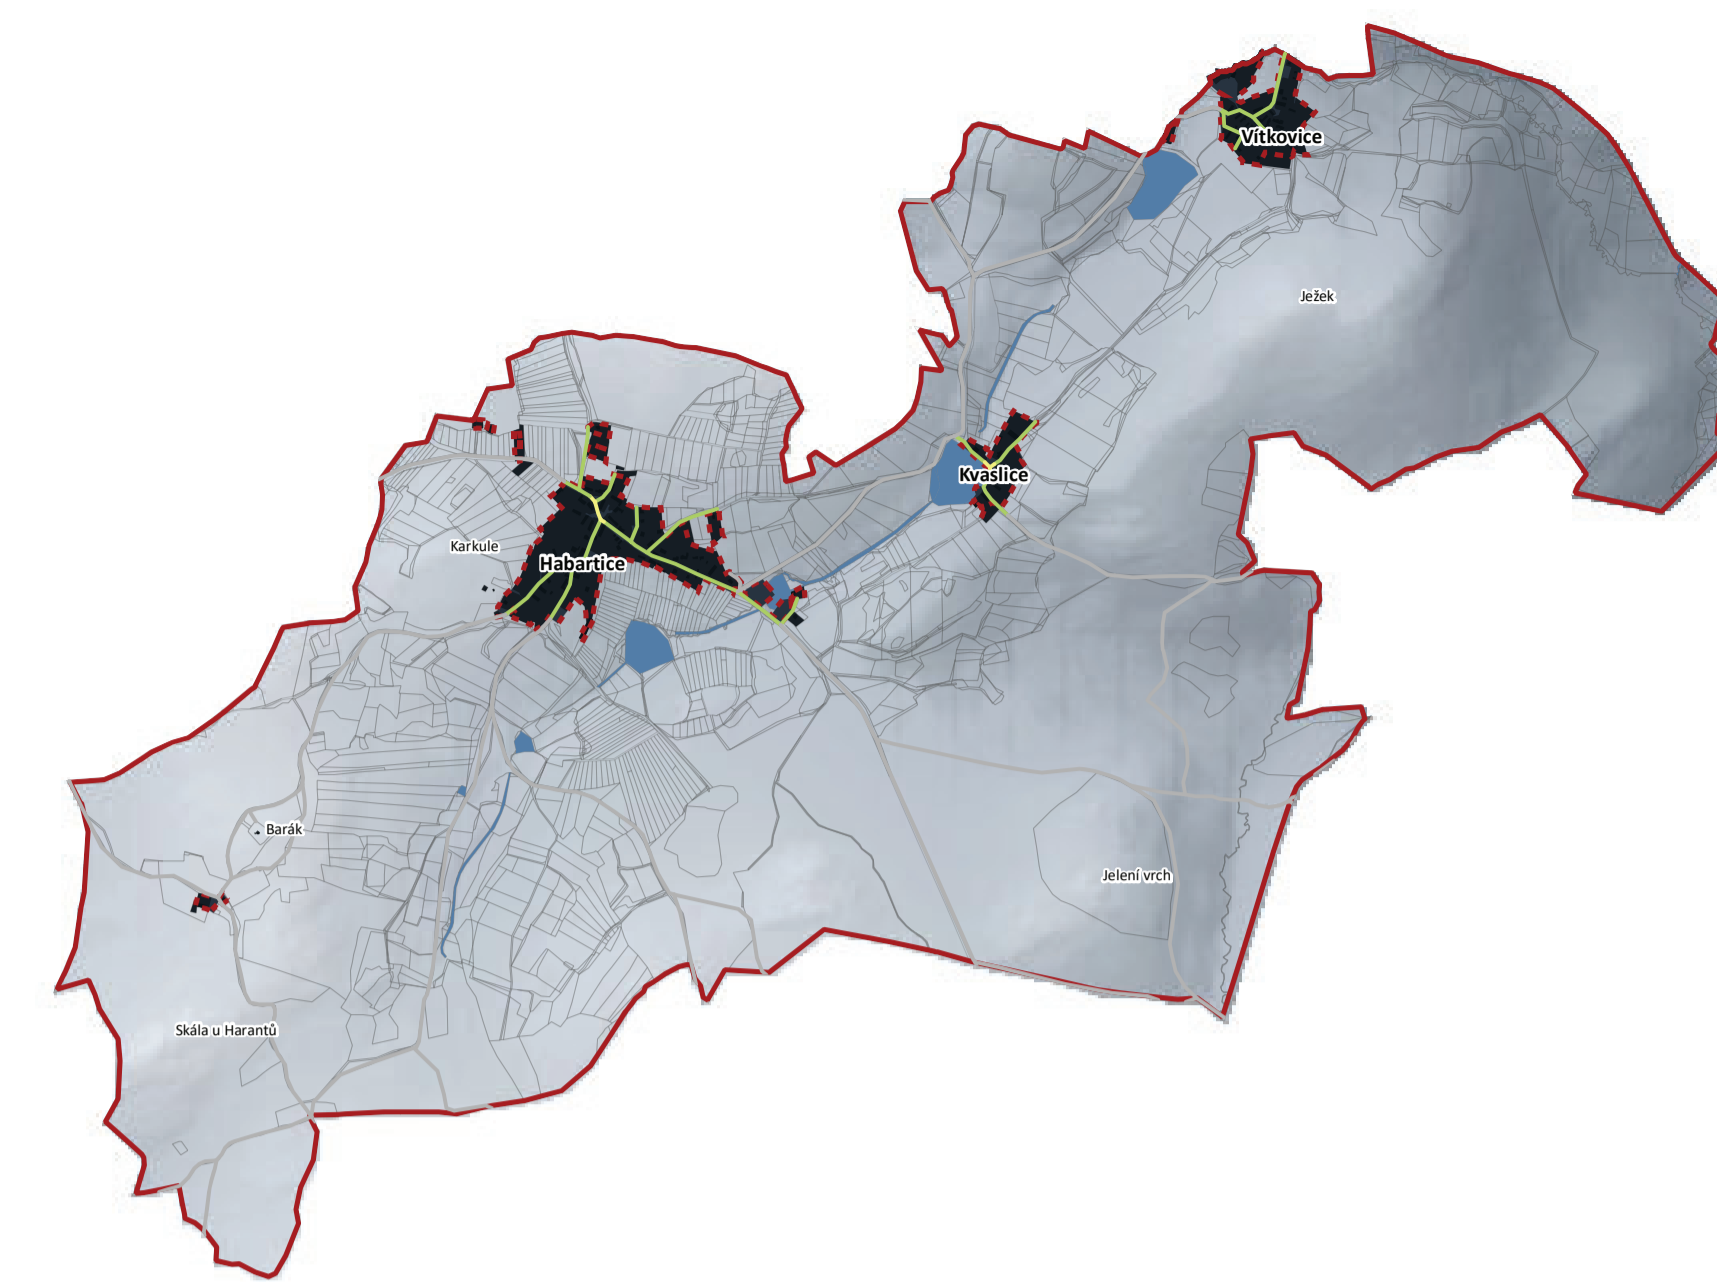 Vítkovice
Ježek
Kvaslice
Karkule
Habartice
Barák
Jelení vrch
Skála u Harantů